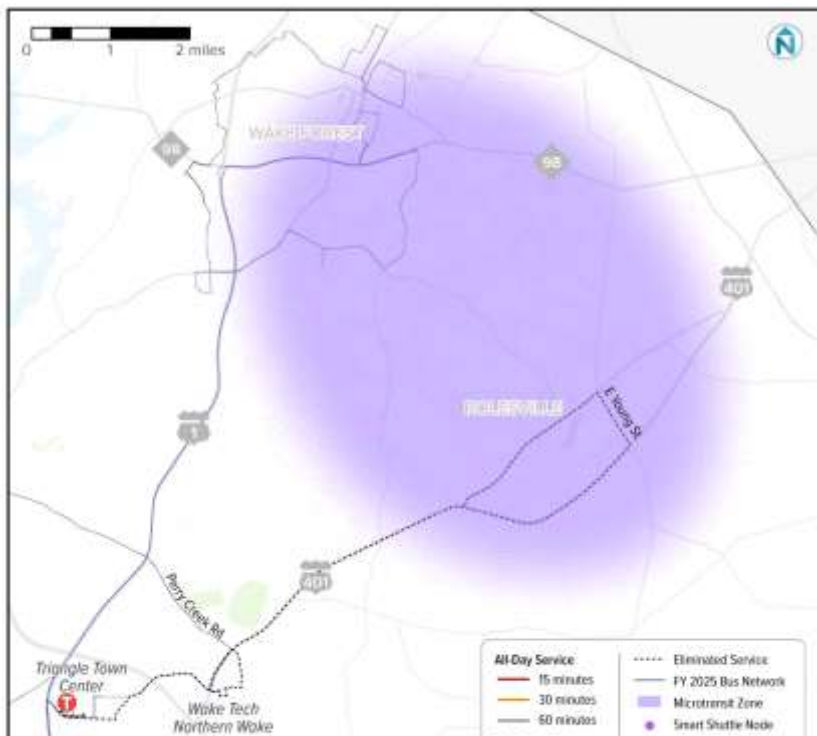 0 1 2 miles
N
98
WAKE FOREST
98
401
ROLESVILLE
E Young St
1
401
Perry Creek Rd
Triangle Town
Center
T
Wake Tech
Northern Wake
All-Day Service
15 minutes
30 minutes
60 minutes
Eliminated Service
FY 2025 Bus Network
Microtransit Zone
Smart Shuttle Node